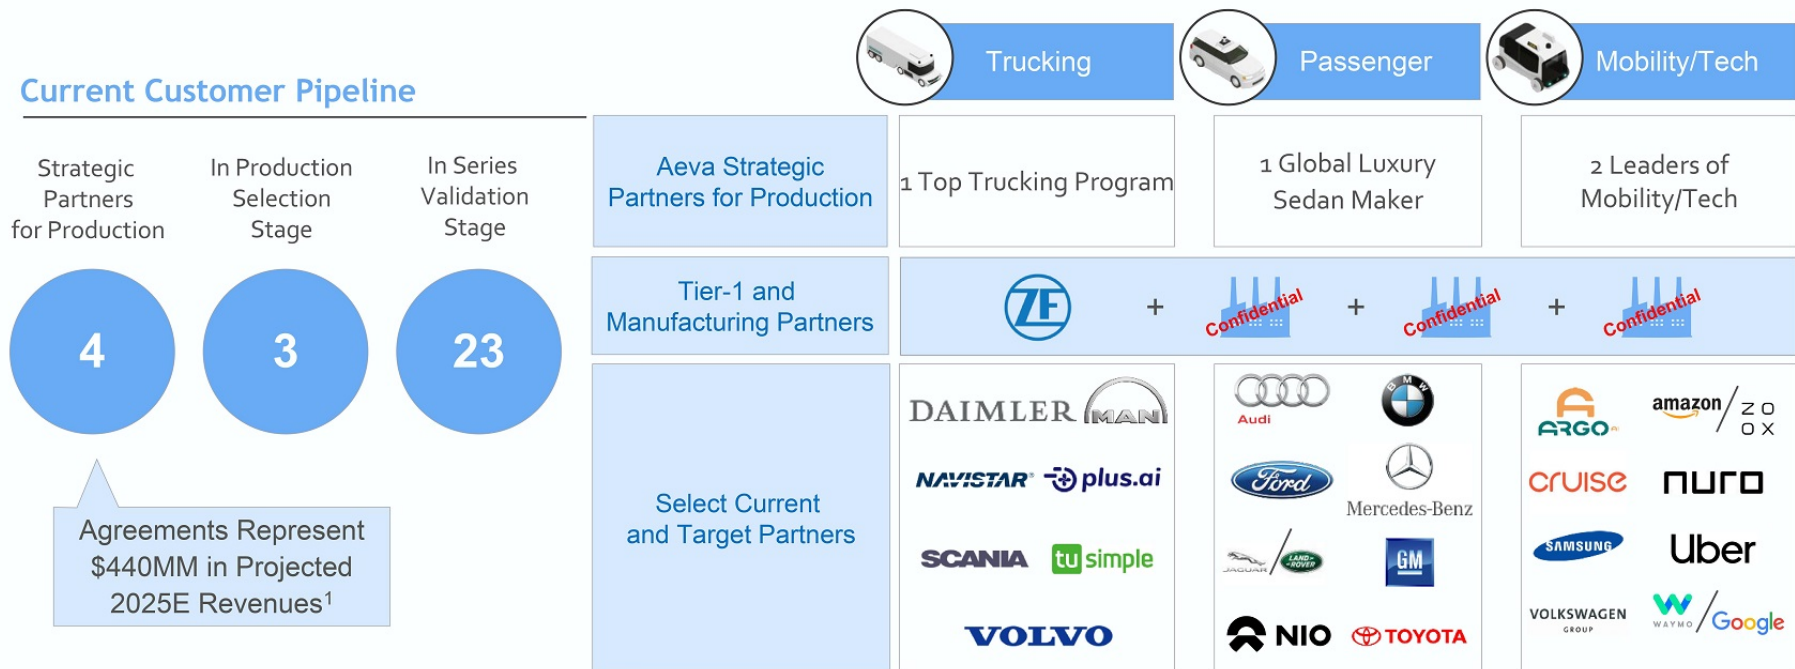 Current Customer Pipeline
Strategic
Partners
for Production
In Production
Selection
Stage
In Series
Validation
Stage
4
3
23
Agreements Represent
$440MM in Projected
2025E Revenues¹
Trucking
Passenger
Mobility/Tech
Aeva Strategic
Partners for Production
1 Top Trucking Program
1 Global Luxury
Sedan Maker
2 Leaders of
Mobility/Tech
Tier-1 and
Manufacturing Partners
ZF
+
Confidential
+
Confidential
+
Confidential
Select Current
and Target Partners
DAIMLER
MAN
NAVISTAR®
plus.ai
SCANIA
tu simple
VOLVO
Audi
BMW
Ford
Mercedes-Benz
JAGUAR / LAND-ROVER
GM
NIO
TOYOTA
ARGO AI
amazon / ZOOX
cruise
nuro
SAMSUNG
Uber
VOLKSWAGEN
GROUP
WAYMO / Google